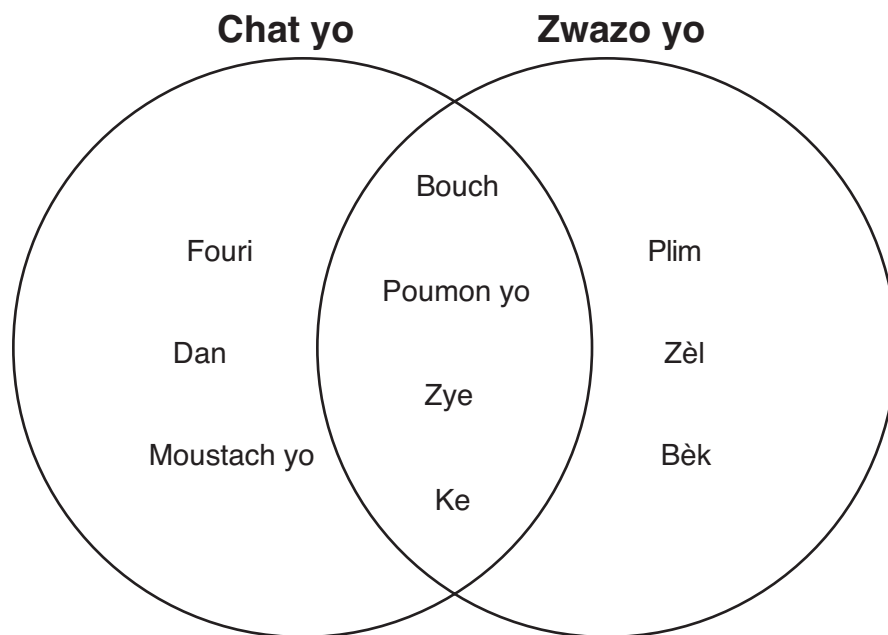 Chat yo
Zwazo yo
Fouri
Dan
Moustach yo
Bouch
Poumon yo
Zye
Ke
Plim
Zèl
Bèk